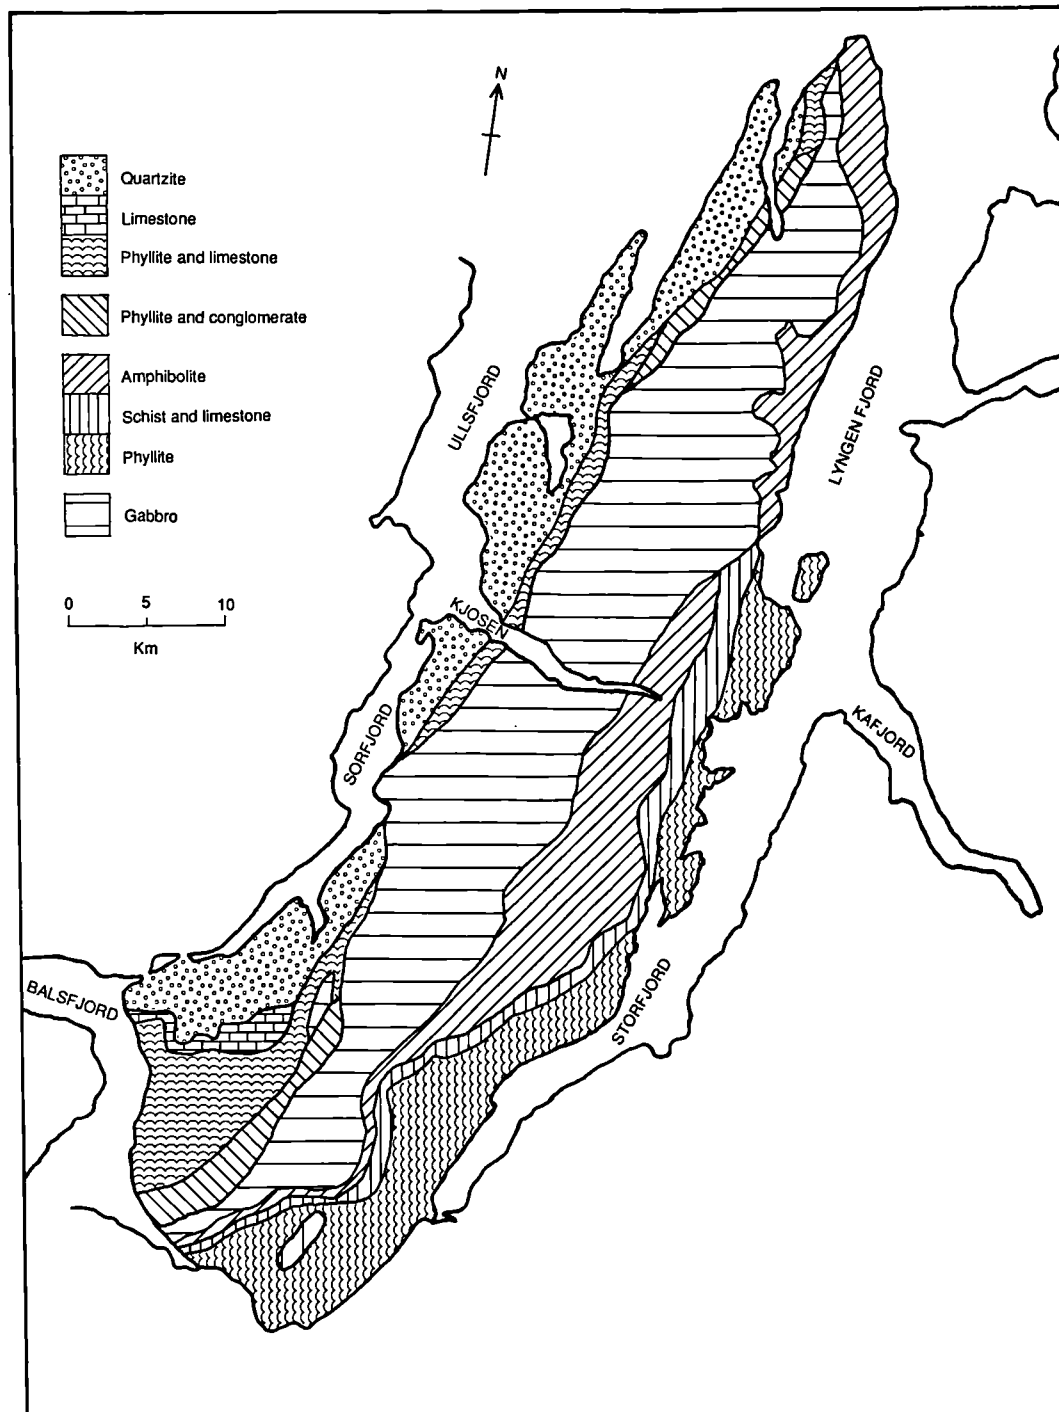 N
Quartzite
Limestone
Phyllite and limestone
Phyllite and conglomerate
Amphibolite
Schist and limestone
Phyllite
Gabbro
0 5 10
Km
ULLSFJORD
LYNGEN FJORD
KJOSEN
SORFJORD
KAFJORD
BALSFJORD
STORFJORD